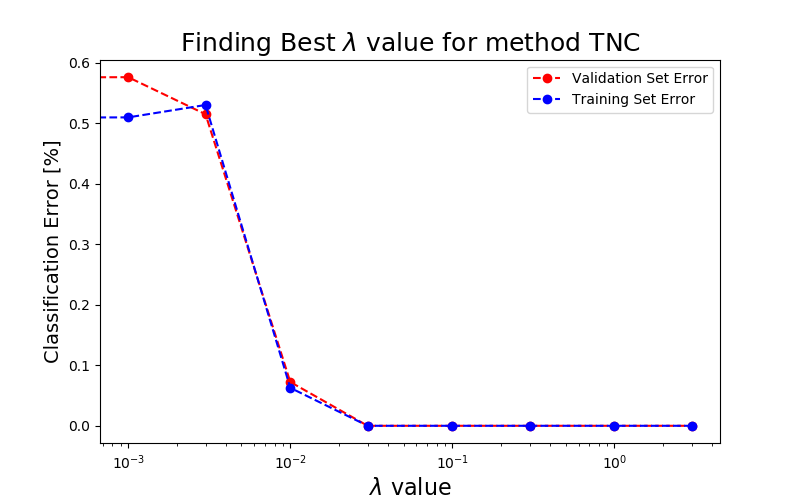 Finding Best λ value for method TNC
Validation Set Error
Training Set Error
Classification Error [%]
0.6
0.5
0.4
0.3
0.2
0.1
0.0
10⁻³ 10⁻² 10⁻¹ 10⁰
λ value